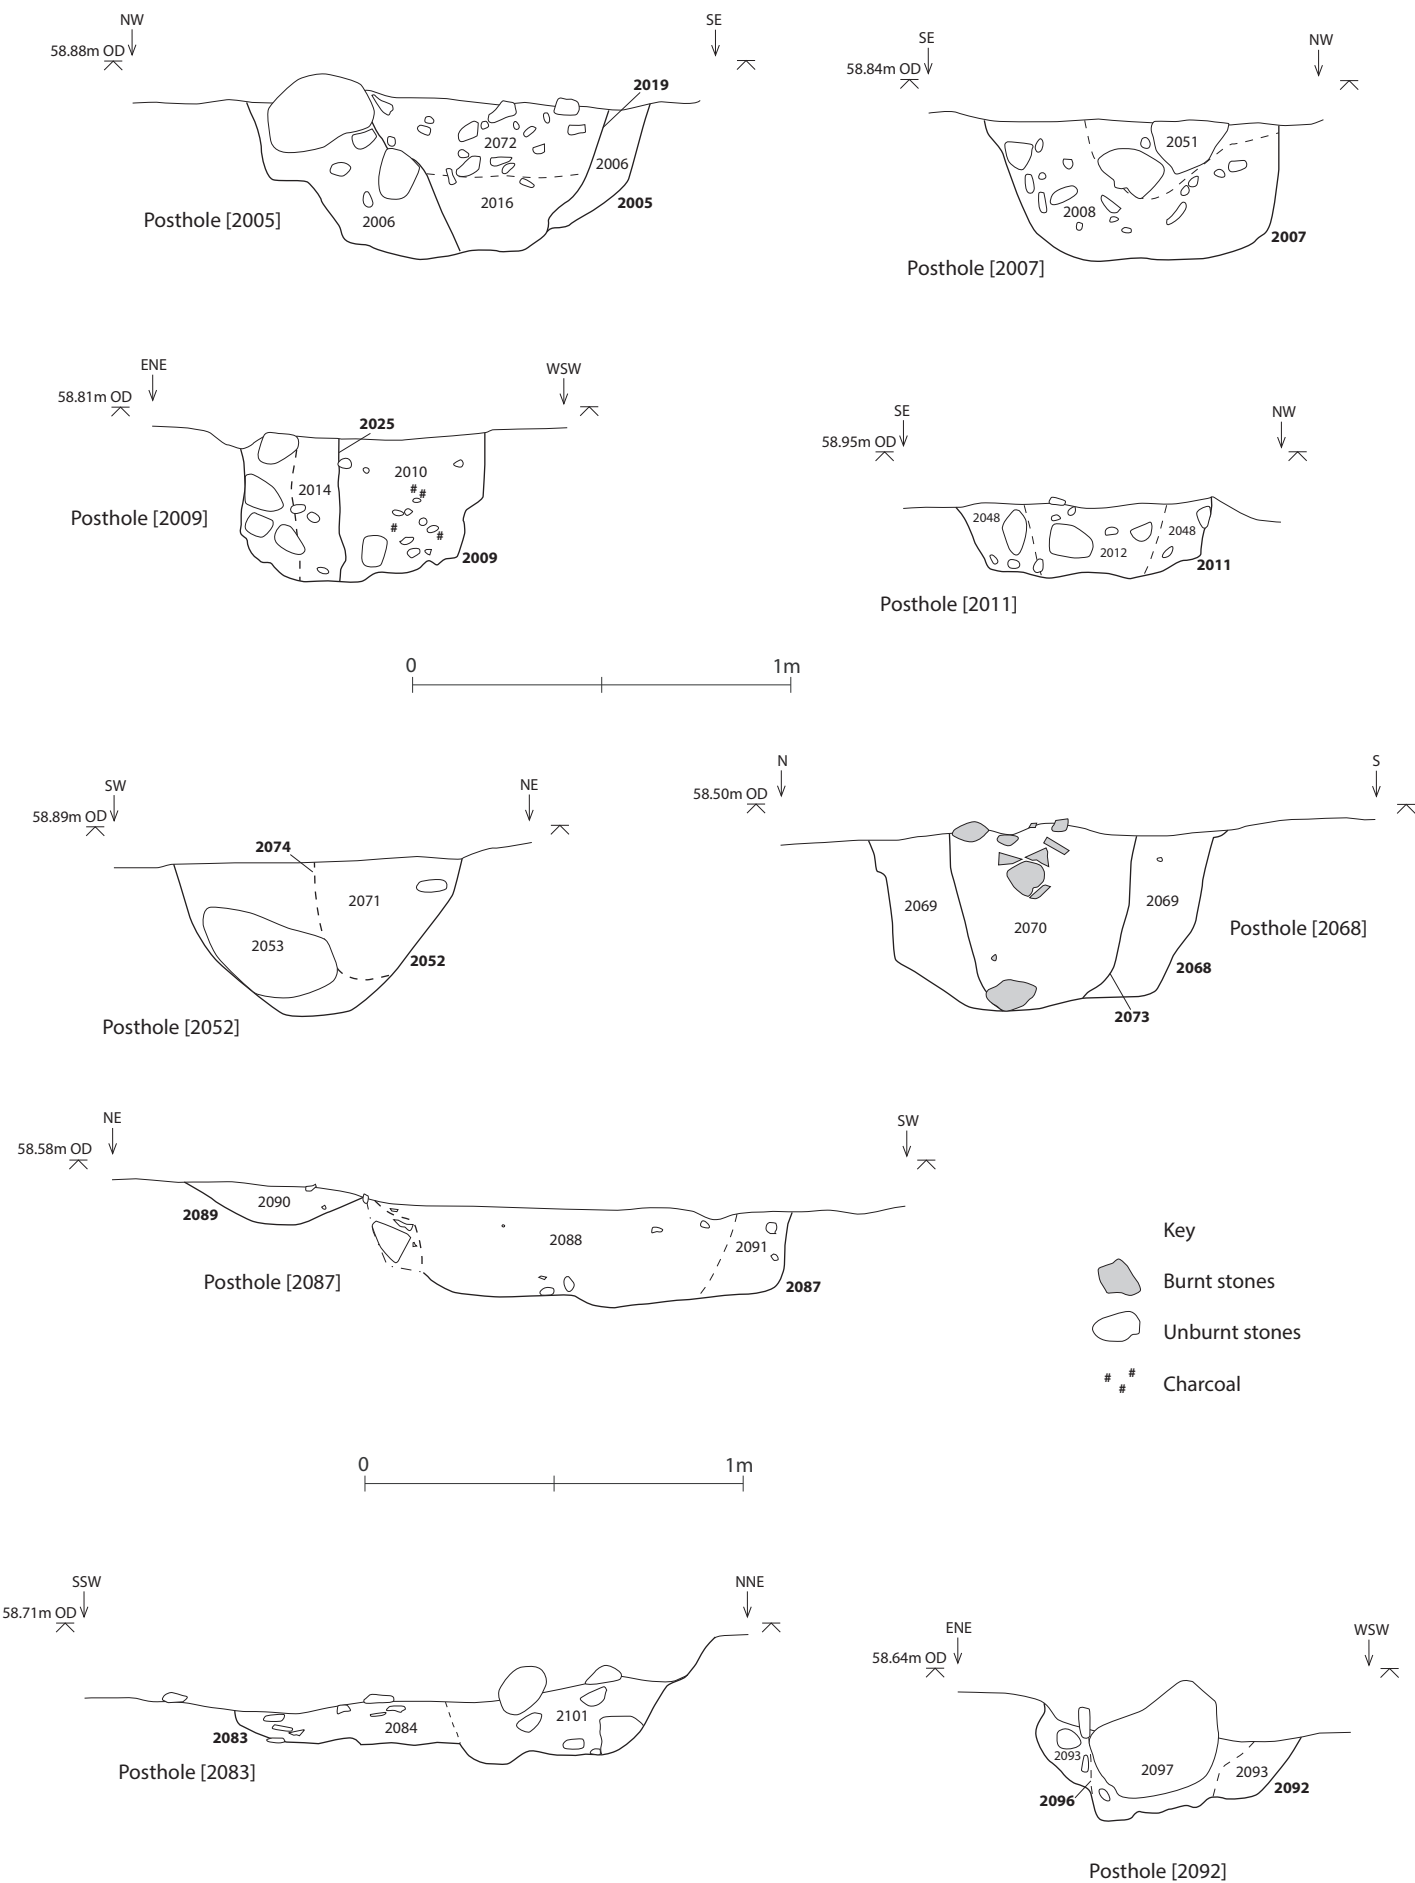 NW
SE
58.88m OD
2019
2072
2006
2016
2006
2005
Posthole [2005]
SE
NW
58.84m OD
2051
2008
2007
Posthole [2007]
ENE
WSW
58.81m OD
2025
2010
2014
# #
# #
Posthole [2009]
2009
SE
NW
58.95m OD
2048
2012
2048
2011
Posthole [2011]
0 1m
SW
NE
58.89m OD
2074
2071
2053
2052
Posthole [2052]
N
S
58.50m OD
2069
2070
2069
2068
2073
Posthole [2068]
NE
SW
58.58m OD
2090
2089
2088
2091
2087
Posthole [2087]
Key
Burnt stones
Unburnt stones
# # #
Charcoal
0 1m
SSW
NNE
58.71m OD
2083
2084
2101
Posthole [2083]
ENE
WSW
58.64m OD
2093
2097
2093
2096
2092
Posthole [2092]